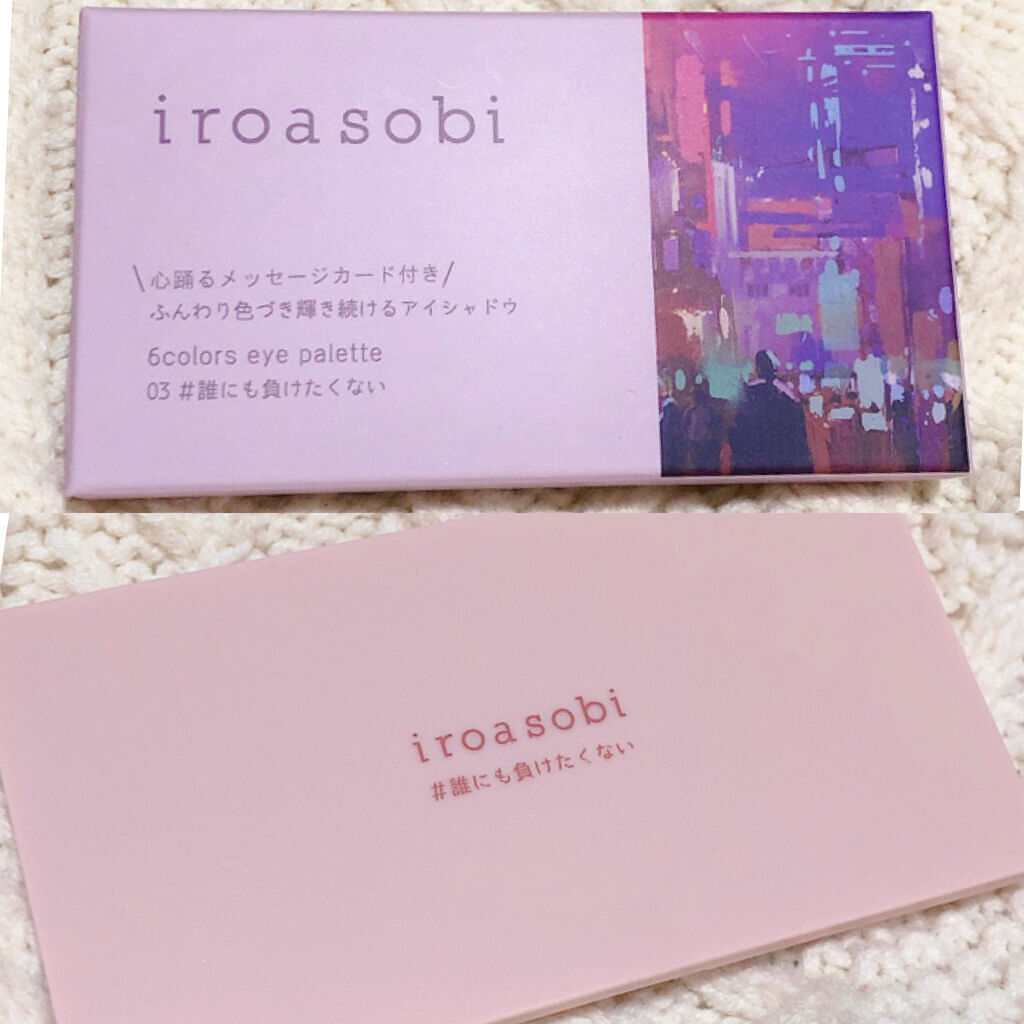 iroasobi
\心踊るメッセージカード付き/
ふんわり色づき輝き続けるアイシャドウ
6colors eye palette
03 #誰にも負けたくない
iroasobi
#誰にも負けたくない